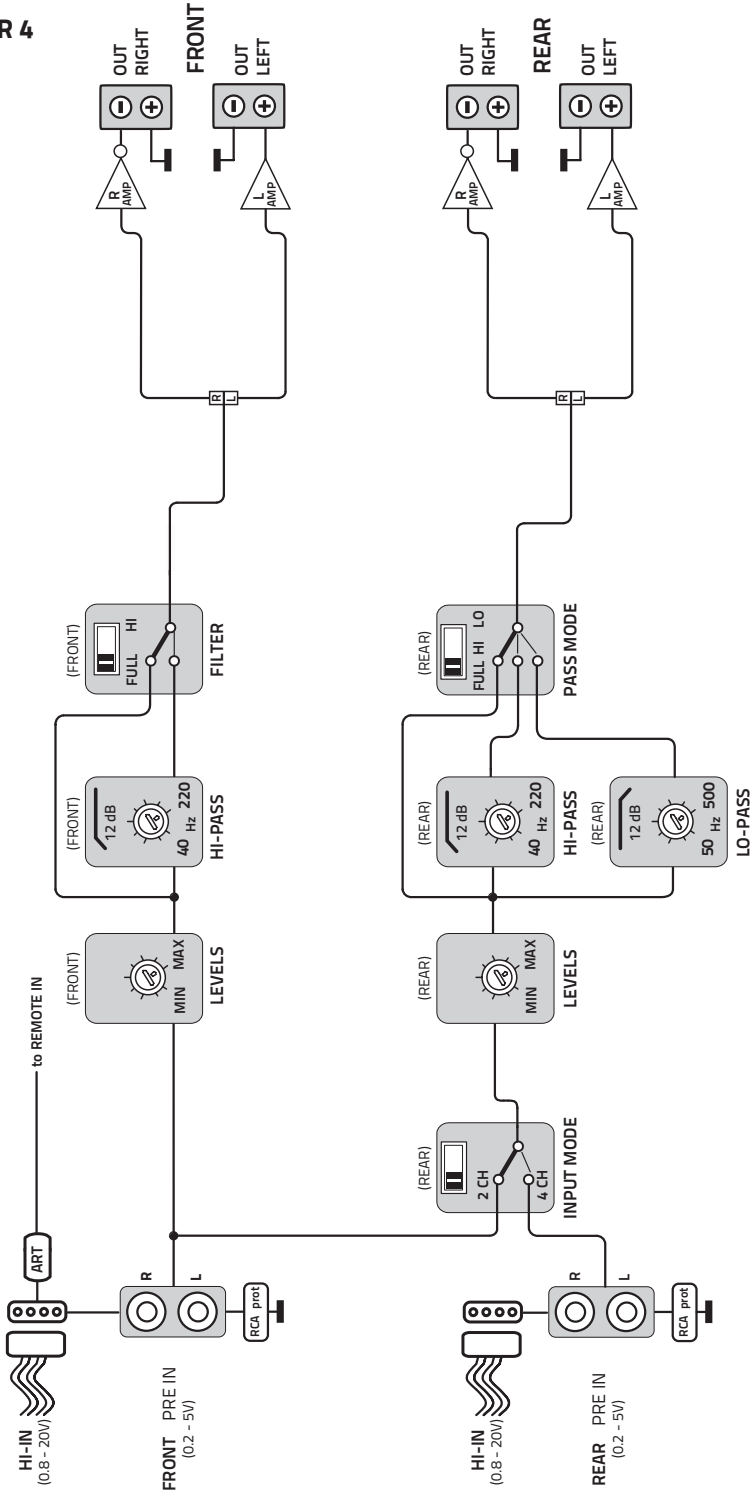 R 4
HI-IN
(0.8 - 20V)
ART
to REMOTE IN
FRONT PRE IN
(0.2 - 5V)
R
L
RCA prot
(FRONT)
MIN MAX
LEVELS
(FRONT)
12 dB
40 Hz 220
HI-PASS
(FRONT)
FULL HI
FILTER
R
L
R
AMP
L
AMP
OUT
RIGHT
FRONT
OUT
LEFT
HI-IN
(0.8 - 20V)
REAR PRE IN
(0.2 - 5V)
R
L
RCA prot
(REAR)
2 CH
4 CH
INPUT MODE
(REAR)
MIN MAX
LEVELS
(REAR)
12 dB
40 Hz 220
HI-PASS
(REAR)
12 dB
50 Hz 500
LO-PASS
(REAR)
FULL HI LO
PASS MODE
R
L
R
AMP
L
AMP
OUT
RIGHT
REAR
OUT
LEFT